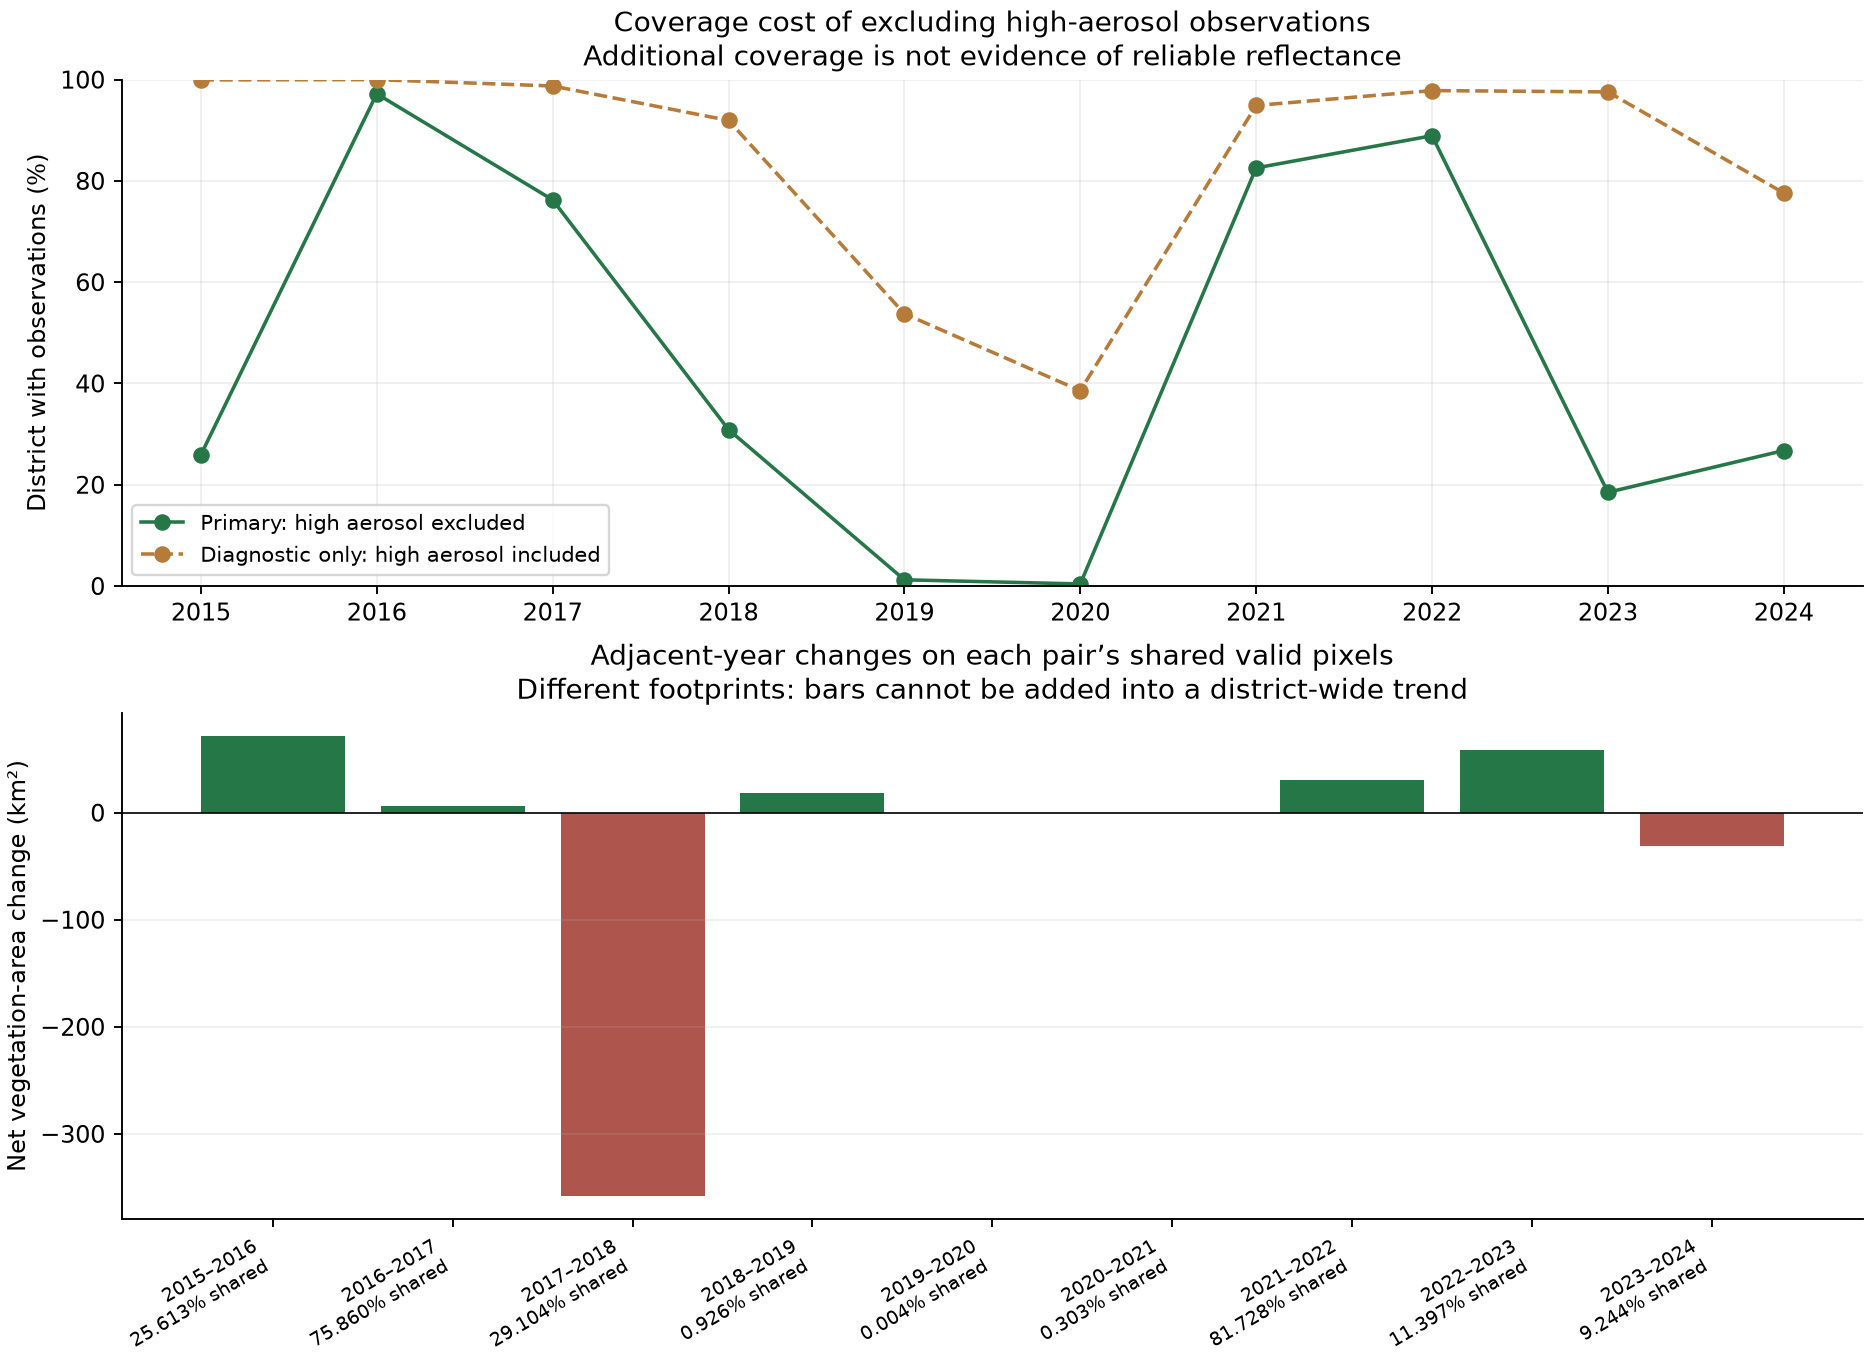 Coverage cost of excluding high-aerosol observations
Additional coverage is not evidence of reliable reflectance
District with observations (%)
100
80
60
40
20
0
Primary: high aerosol excluded
Diagnostic only: high aerosol included
2015 2016 2017 2018 2019 2020 2021 2022 2023 2024
Adjacent-year changes on each pair’s shared valid pixels
Different footprints: bars cannot be added into a district-wide trend
Net vegetation-area change (km²)
0
−100
−200
−300
2015–2016
25.613% shared
2016–2017
75.860% shared
2017–2018
29.104% shared
2018–2019
0.926% shared
2019–2020
0.004% shared
2020–2021
0.303% shared
2021–2022
81.728% shared
2022–2023
11.397% shared
2023–2024
9.244% shared